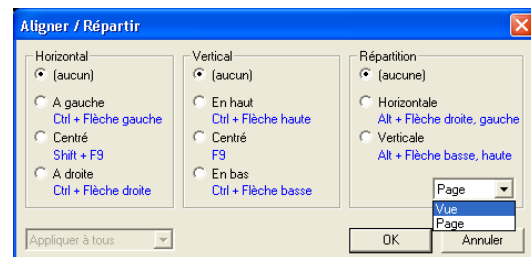 Aligner / Répartir
Horizontal
(aucun)
A gauche
Ctrl + Flèche gauche
Centré
Shift + F9
A droite
Ctrl + Flèche droite
Vertical
(aucun)
En haut
Ctrl + Flèche haute
Centré
F9
En bas
Ctrl + Flèche basse
Répartition
(aucune)
Horizontale
Alt + Flèche droite, gauche
Verticale
Alt + Flèche basse, haute
Page
Vue
Page
Appliquer à tous
OK
Annuler